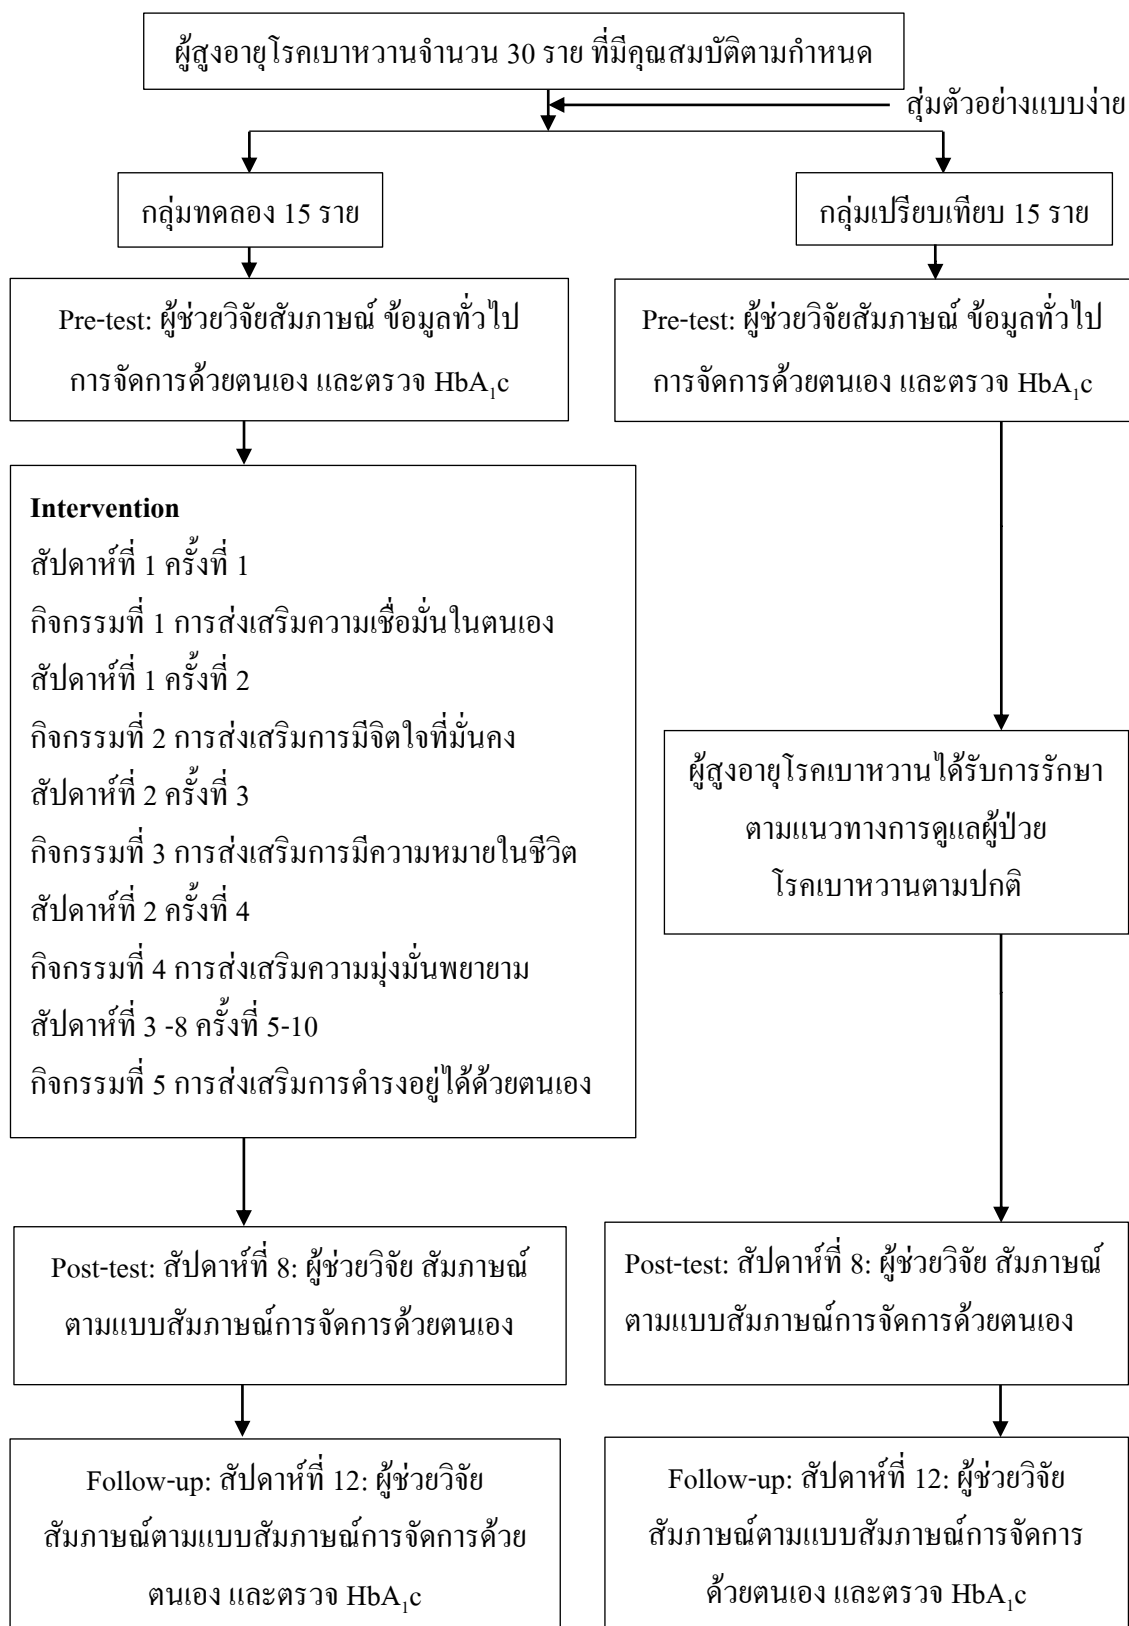 ผู้สูงอายุโรคเบาหวานจำนวน 30 ราย ที่มีคุณสมบัติตามกำหนด
สุ่มตัวอย่างแบบง่าย
กลุ่มทดลอง 15 ราย
กลุ่มเปรียบเทียบ 15 ราย
Pre-test: ผู้ช่วยวิจัยสัมภาษณ์ ข้อมูลทั่วไป
การจัดการด้วยตนเอง และตรวจ HbA₁c
Pre-test: ผู้ช่วยวิจัยสัมภาษณ์ ข้อมูลทั่วไป
การจัดการด้วยตนเอง และตรวจ HbA₁c
Intervention
สัปดาห์ที่ 1 ครั้งที่ 1
กิจกรรมที่ 1 การส่งเสริมความเชื่อมั่นในตนเอง
สัปดาห์ที่ 1 ครั้งที่ 2
กิจกรรมที่ 2 การส่งเสริมการมีจิตใจที่มั่นคง
สัปดาห์ที่ 2 ครั้งที่ 3
กิจกรรมที่ 3 การส่งเสริมการมีความหมายในชีวิต
สัปดาห์ที่ 2 ครั้งที่ 4
กิจกรรมที่ 4 การส่งเสริมความมุ่งมั่นพยายาม
สัปดาห์ที่ 3 -8 ครั้งที่ 5-10
กิจกรรมที่ 5 การส่งเสริมการดำรงอยู่ได้ด้วยตนเอง
ผู้สูงอายุโรคเบาหวานได้รับการรักษา
ตามแนวทางการดูแลผู้ป่วย
โรคเบาหวานตามปกติ
Post-test: สัปดาห์ที่ 8: ผู้ช่วยวิจัย สัมภาษณ์
ตามแบบสัมภาษณ์การจัดการด้วยตนเอง
Post-test: สัปดาห์ที่ 8: ผู้ช่วยวิจัย สัมภาษณ์
ตามแบบสัมภาษณ์การจัดการด้วยตนเอง
Follow-up: สัปดาห์ที่ 12: ผู้ช่วยวิจัย
สัมภาษณ์ตามแบบสัมภาษณ์การจัดการด้วย
ตนเอง และตรวจ HbA₁c
Follow-up: สัปดาห์ที่ 12: ผู้ช่วยวิจัย
สัมภาษณ์ตามแบบสัมภาษณ์การจัดการ
ด้วยตนเอง และตรวจ HbA₁c